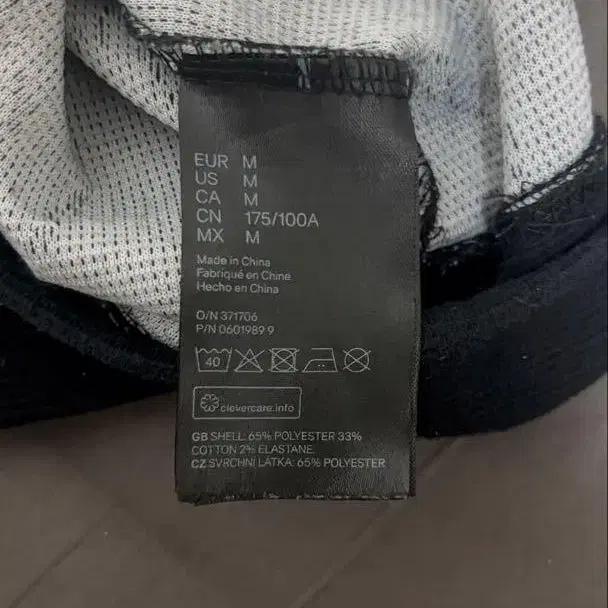 EUR M
US M
CA M
CN 175/100A
MX M
Made in China
Fabriqué en Chine
Hecho en China
O/N 371706
P/N 0601989 9
40
clevercare.info
GB SHELL: 65% POLYESTER 33%
COTTON 2% ELASTANE.
CZ SVRCHNI LÁTKA: 65% POLYESTER